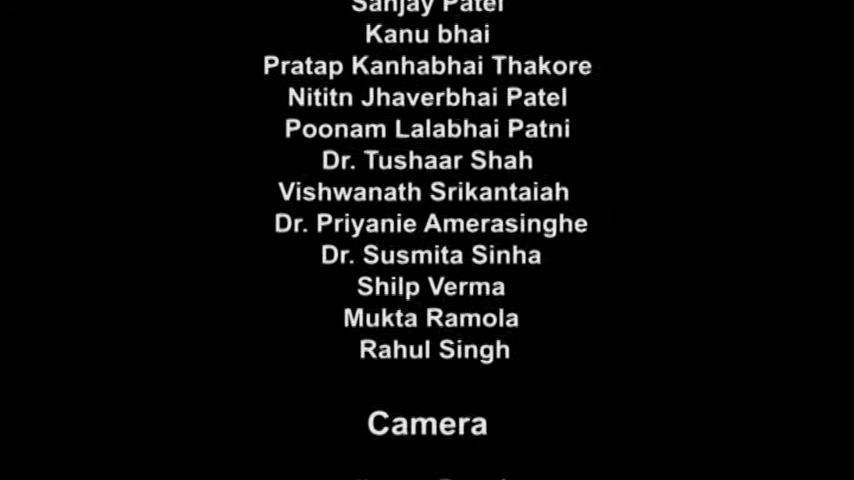 Sanjay Patel
Kanu bhai
Pratap Kanhabhai Thakore
Nititn Jhaverbhai Patel
Poonam Lalabhai Patni
Dr. Tushaar Shah
Vishwanath Srikantaiah
Dr. Priyanie Amerasinghe
Dr. Susmita Sinha
Shilp Verma
Mukta Ramola
Rahul Singh
Camera